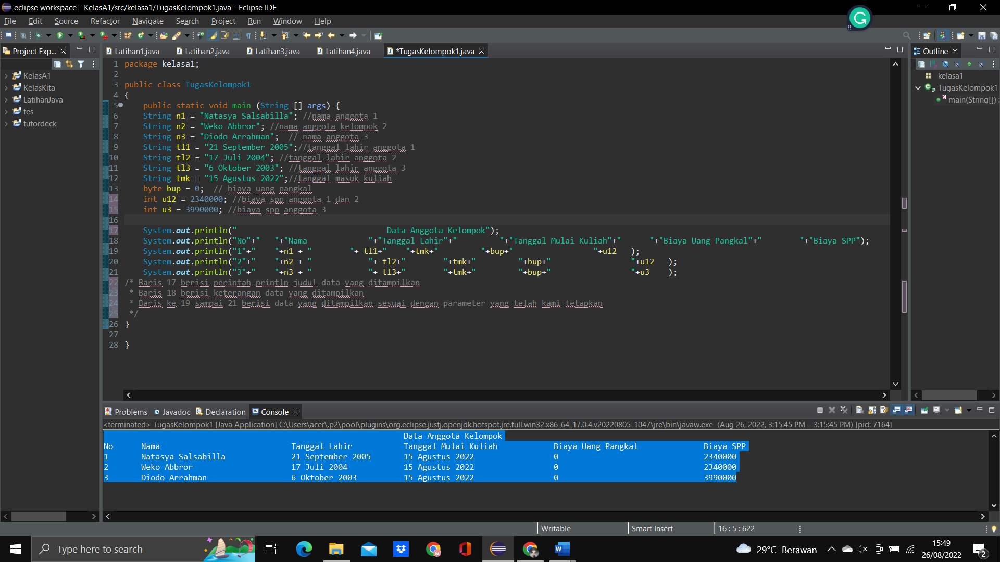 eclipse workspace - KelasA1/src/kelasa1/TugasKelompok1.java - Eclipse IDE
File Edit Source Refactor Navigate Search Project Run Window Help
Project Exp... Latihan1.java Latihan2.java Latihan3.java Latihan4.java *TugasKelompok1.java Outline
KelasA1
KelasKita
LatihanJava
tes
tutordeck
1 package kelasa1;
2
3 public class TugasKelompok1
4 {
5 public static void main (String [] args) {
6 String n1 = "Natasya Salsabilla"; //nama anggota 1
7 String n2 = "Weko Abbror"; //nama anggota kelompok 2
8 String n3 = "Diodo Arrahman";  // nama anggota 3
9 String tl1 = "21 September 2005";//tanggal lahir anggota 1
10 String tl2 = "17 Juli 2004"; //tanggal lahir anggota 2
11 String tl3 = "6 Oktober 2003"; //tanggal lahir anggota 3
12 String tmk = "15 Agustus 2022";//tanggal masuk kuliah
13 byte bup = 0;  // biaya uang pangkal
14 int u12 = 2340000; //biaya spp anggota 1 dan 2
15 int u3 = 3990000; //biaya spp anggota 3
16
17 System.out.println("                                Data Anggota Kelompok");
18 System.out.println("No"+"   "+"Nama             "+"Tanggal Lahir"+"         "+"Tanggal Mulai Kuliah"+"      "+"Biaya Uang Pangkal"+"        "+"Biaya SPP");
19 System.out.println("1"+"    "+n1 + "        "+ tl1+"    "+tmk+"         "+bup+"                 "+u12   );
20 System.out.println("2"+"    "+n2 + "            "+ tl2+"        "+tmk+"         "+bup+"                 "+u12   );
21 System.out.println("3"+"    "+n3 + "            "+ tl3+"        "+tmk+"         "+bup+"                 "+u3    );
22 /* Baris 17 berisi perintah println judul data yang ditampilkan
23 * Baris 18 berisi keterangan data yang ditampilkan
24 * Baris ke 19 sampai 21 berisi data yang ditampilkan sesuai dengan parameter yang telah kami tetapkan
25 */
26 }
27
28 }
kelasa1
TugasKelompok1
main(String[]) :
Problems Javadoc Declaration Console
<terminated> TugasKelompok1 [Java Application] C:\Users\acer\.p2\pool\plugins\org.eclipse.justj.openjdk.hotspot.jre.full.win32.x86_64_17.0.4.v20220805-1047\jre\bin\javaw.exe  (Aug 26, 2022, 3:15:45 PM – 3:15:45 PM) [pid: 7164]
Data Anggota Kelompok
No Nama Tanggal Lahir Tanggal Mulai Kuliah Biaya Uang Pangkal Biaya SPP
1 Natasya Salsabilla 21 September 2005 15 Agustus 2022 0 2340000
2 Weko Abbror 17 Juli 2004 15 Agustus 2022 0 2340000
3 Diodo Arrahman 6 Oktober 2003 15 Agustus 2022 0 3990000
Writable Smart Insert 16 : 5 : 622
Type here to search
29°C Berawan
15:49
26/08/2022
2